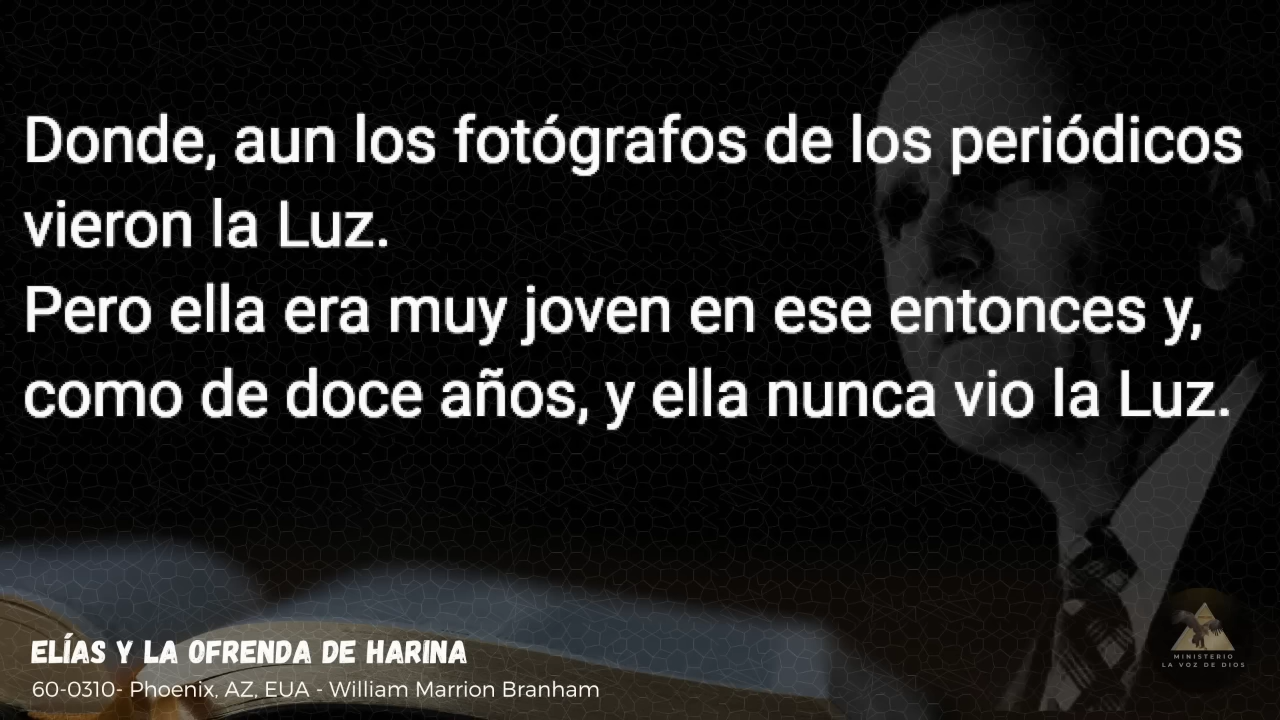 Donde, aun los fotógrafos de los periódicos
vieron la Luz.
Pero ella era muy joven en ese entonces y,
como de doce años, y ella nunca vio la Luz.
ELÍAS Y LA OFRENDA DE HARINA
60-0310- Phoenix, AZ, EUA - William Marrion Branham
MINISTERIO
LA VOZ DE DIOS